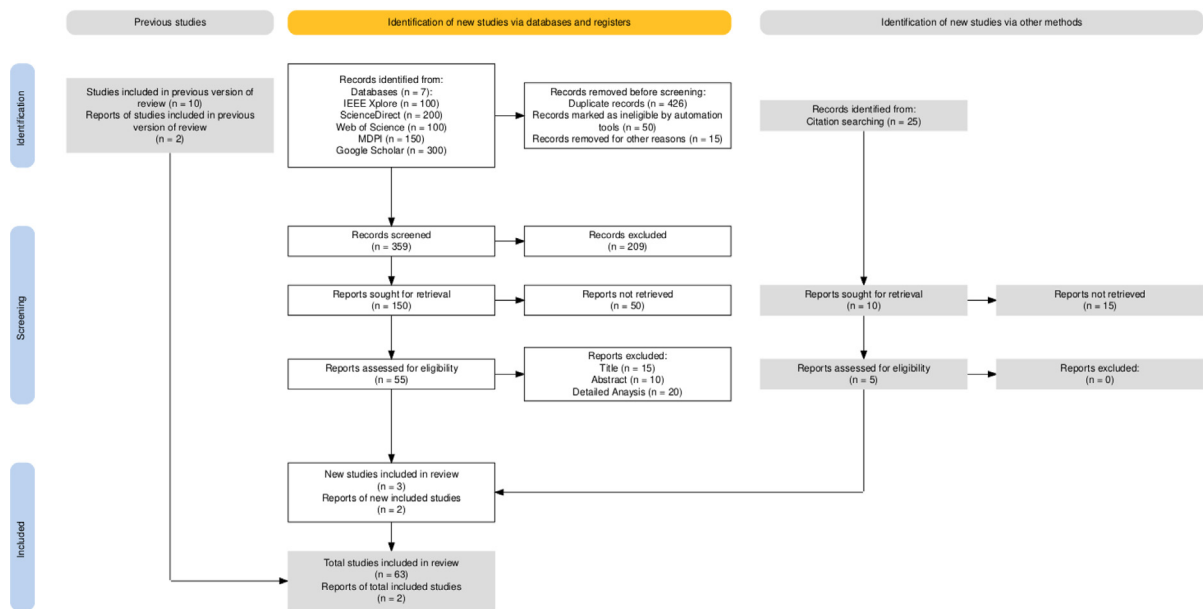 Previous studies
Identification of new studies via databases and registers
Identification of new studies via other methods
Identification
Studies included in previous version of
review (n = 10)
Reports of studies included in previous
version of review
(n = 2)
Records identified from:
Databases (n = 7):
IEEE Xplore (n = 100)
ScienceDirect (n = 200)
Web of Science (n = 100)
MDPI (n = 150)
Google Scholar (n = 300)
Records removed before screening:
Duplicate records (n = 426)
Records marked as ineligible by automation
tools (n = 50)
Records removed for other reasons (n = 15)
Records identified from:
Citation searching (n = 25)
Screening
Records screened
(n = 359)
Records excluded
(n = 209)
Reports sought for retrieval
(n = 150)
Reports not retrieved
(n = 50)
Reports sought for retrieval
(n = 10)
Reports not retrieved
(n = 15)
Reports assessed for eligibility
(n = 55)
Reports excluded:
Title (n = 15)
Abstract (n = 10)
Detailed Anaysis (n = 20)
Reports assessed for eligibility
(n = 5)
Reports excluded:
(n = 0)
Included
New studies included in review
(n = 3)
Reports of new included studies
(n = 2)
Total studies included in review
(n = 63)
Reports of total included studies
(n = 2)